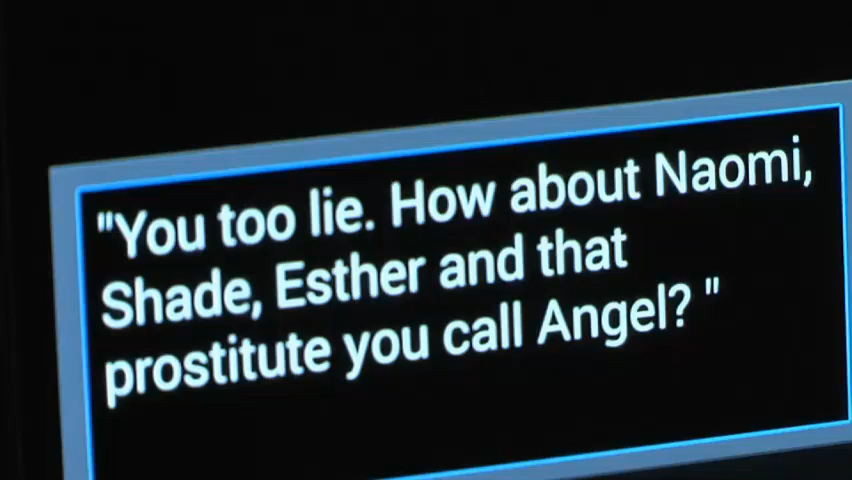 "You too lie. How about Naomi,
Shade, Esther and that
prostitute you call Angel? "